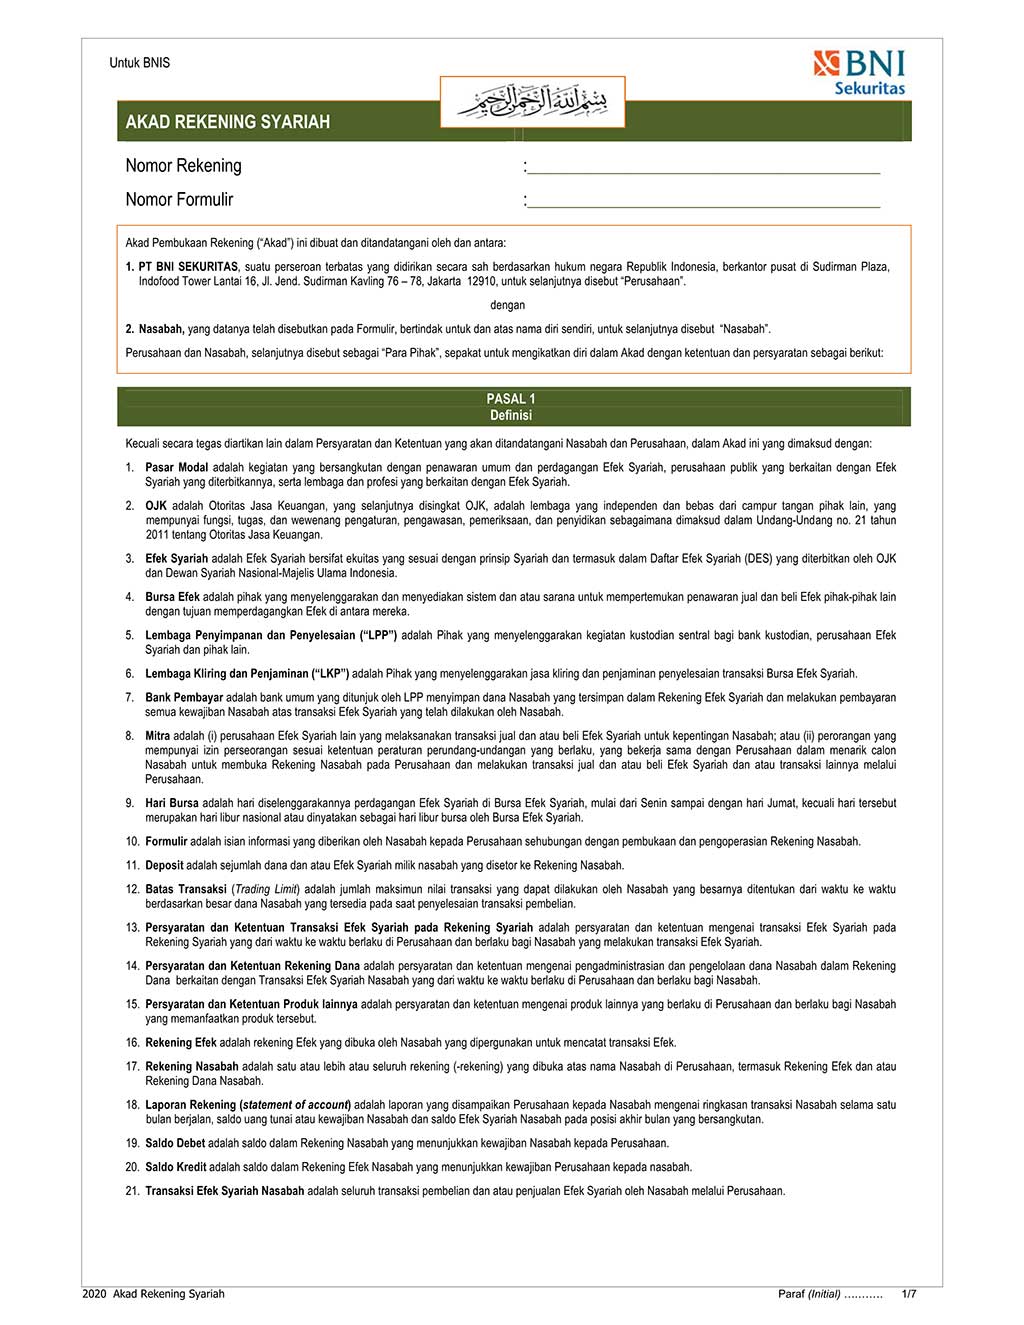 Untuk BNIS
BNI
Sekuritas
بسم الله الرحمن الرحيم
AKAD REKENING SYARIAH
Nomor Rekening :
Nomor Formulir :
Akad Pembukaan Rekening (“Akad”) ini dibuat dan ditandatangani oleh dan antara:
1. PT BNI SEKURITAS, suatu perseroan terbatas yang didirikan secara sah berdasarkan hukum negara Republik Indonesia, berkantor pusat di Sudirman Plaza,
Indofood Tower Lantai 16, Jl. Jend. Sudirman Kavling 76 – 78, Jakarta 12910, untuk selanjutnya disebut “Perusahaan”.
dengan
2. Nasabah, yang datanya telah disebutkan pada Formulir, bertindak untuk dan atas nama diri sendiri, untuk selanjutnya disebut “Nasabah”.
Perusahaan dan Nasabah, selanjutnya disebut sebagai “Para Pihak”, sepakat untuk mengikatkan diri dalam Akad dengan ketentuan dan persyaratan sebagai berikut:
PASAL 1
Definisi
Kecuali secara tegas diartikan lain dalam Persyaratan dan Ketentuan yang akan ditandatangani Nasabah dan Perusahaan, dalam Akad ini yang dimaksud dengan:
1. Pasar Modal adalah kegiatan yang bersangkutan dengan penawaran umum dan perdagangan Efek Syariah, perusahaan publik yang berkaitan dengan Efek
Syariah yang diterbitkannya, serta lembaga dan profesi yang berkaitan dengan Efek Syariah.
2. OJK adalah Otoritas Jasa Keuangan, yang selanjutnya disingkat OJK, adalah lembaga yang independen dan bebas dari campur tangan pihak lain, yang
mempunyai fungsi, tugas, dan wewenang pengaturan, pengawasan, pemeriksaan, dan penyidikan sebagaimana dimaksud dalam Undang-Undang no. 21 tahun
2011 tentang Otoritas Jasa Keuangan.
3. Efek Syariah adalah Efek Syariah bersifat ekuitas yang sesuai dengan prinsip Syariah dan termasuk dalam Daftar Efek Syariah (DES) yang diterbitkan oleh OJK
dan Dewan Syariah Nasional-Majelis Ulama Indonesia.
4. Bursa Efek adalah pihak yang menyelenggarakan dan menyediakan sistem dan atau sarana untuk mempertemukan penawaran jual dan beli Efek pihak-pihak lain
dengan tujuan memperdagangkan Efek di antara mereka.
5. Lembaga Penyimpanan dan Penyelesaian (“LPP”) adalah Pihak yang menyelenggarakan kegiatan kustodian sentral bagi bank kustodian, perusahaan Efek
Syariah dan pihak lain.
6. Lembaga Kliring dan Penjaminan (“LKP”) adalah Pihak yang menyelenggarakan jasa kliring dan penjaminan penyelesaian transaksi Bursa Efek Syariah.
7. Bank Pembayar adalah bank umum yang ditunjuk oleh LPP menyimpan dana Nasabah yang tersimpan dalam Rekening Efek Syariah dan melakukan pembayaran
semua kewajiban Nasabah atas transaksi Efek Syariah yang telah dilakukan oleh Nasabah.
8. Mitra adalah (i) perusahaan Efek Syariah lain yang melaksanakan transaksi jual dan atau beli Efek Syariah untuk kepentingan Nasabah; atau (ii) perorangan yang
mempunyai izin perseorangan sesuai ketentuan peraturan perundang-undangan yang berlaku, yang bekerja sama dengan Perusahaan dalam menarik calon
Nasabah untuk membuka Rekening Nasabah pada Perusahaan dan melakukan transaksi jual dan atau beli Efek Syariah dan atau transaksi lainnya melalui
Perusahaan.
9. Hari Bursa adalah hari diselenggarakannya perdagangan Efek Syariah di Bursa Efek Syariah, mulai dari Senin sampai dengan hari Jumat, kecuali hari tersebut
merupakan hari libur nasional atau dinyatakan sebagai hari libur bursa oleh Bursa Efek Syariah.
10. Formulir adalah isian informasi yang diberikan oleh Nasabah kepada Perusahaan sehubungan dengan pembukaan dan pengoperasian Rekening Nasabah.
11. Deposit adalah sejumlah dana dan atau Efek Syariah milik nasabah yang disetor ke Rekening Nasabah.
12. Batas Transaksi (Trading Limit) adalah jumlah maksimun nilai transaksi yang dapat dilakukan oleh Nasabah yang besarnya ditentukan dari waktu ke waktu
berdasarkan besar dana Nasabah yang tersedia pada saat penyelesaian transaksi pembelian.
13. Persyaratan dan Ketentuan Transaksi Efek Syariah pada Rekening Syariah adalah persyaratan dan ketentuan mengenai transaksi Efek Syariah pada
Rekening Syariah yang dari waktu ke waktu berlaku di Perusahaan dan berlaku bagi Nasabah yang melakukan transaksi Efek Syariah.
14. Persyaratan dan Ketentuan Rekening Dana adalah persyaratan dan ketentuan mengenai pengadministrasian dan pengelolaan dana Nasabah dalam Rekening
Dana berkaitan dengan Transaksi Efek Syariah Nasabah yang dari waktu ke waktu berlaku di Perusahaan dan berlaku bagi Nasabah.
15. Persyaratan dan Ketentuan Produk lainnya adalah persyaratan dan ketentuan mengenai produk lainnya yang berlaku di Perusahaan dan berlaku bagi Nasabah
yang memanfaatkan produk tersebut.
16. Rekening Efek adalah rekening Efek yang dibuka oleh Nasabah yang dipergunakan untuk mencatat transaksi Efek.
17. Rekening Nasabah adalah satu atau lebih atau seluruh rekening (-rekening) yang dibuka atas nama Nasabah di Perusahaan, termasuk Rekening Efek dan atau
Rekening Dana Nasabah.
18. Laporan Rekening (statement of account) adalah laporan yang disampaikan Perusahaan kepada Nasabah mengenai ringkasan transaksi Nasabah selama satu
bulan berjalan, saldo uang tunai atau kewajiban Nasabah dan saldo Efek Syariah Nasabah pada posisi akhir bulan yang bersangkutan.
19. Saldo Debet adalah saldo dalam Rekening Nasabah yang menunjukkan kewajiban Nasabah kepada Perusahaan.
20. Saldo Kredit adalah saldo dalam Rekening Efek Nasabah yang menunjukkan kewajiban Perusahaan kepada nasabah.
21. Transaksi Efek Syariah Nasabah adalah seluruh transaksi pembelian dan atau penjualan Efek Syariah oleh Nasabah melalui Perusahaan.
2020 Akad Rekening Syariah Paraf (Initial) ……….. 1/7